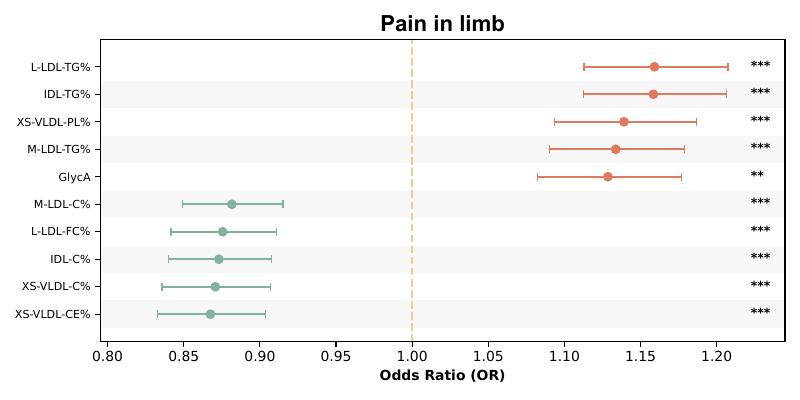 Pain in limb
L-LDL-TG% ***
IDL-TG% ***
XS-VLDL-PL% ***
M-LDL-TG% ***
GlycA **
M-LDL-C% ***
L-LDL-FC% ***
IDL-C% ***
XS-VLDL-C% ***
XS-VLDL-CE% ***
0.80 0.85 0.90 0.95 1.00 1.05 1.10 1.15 1.20
Odds Ratio (OR)